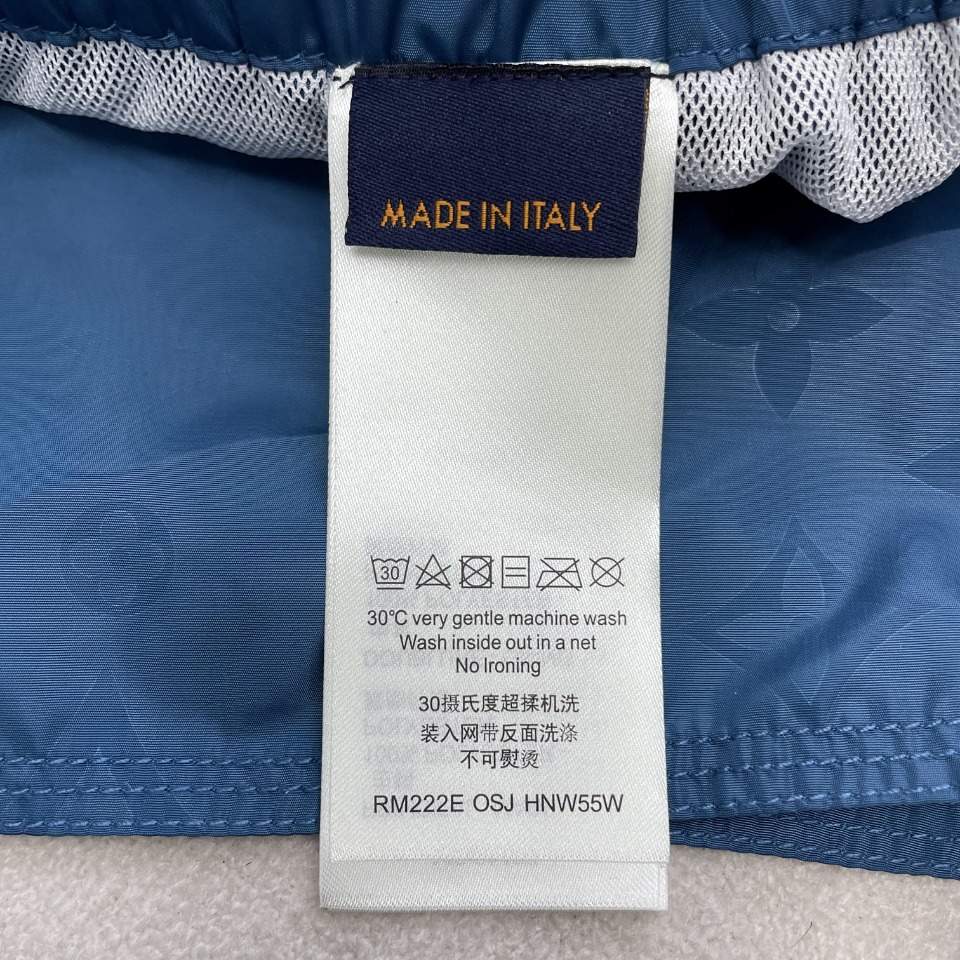 MADE IN ITALY
30
30℃ very gentle machine wash
Wash inside out in a net
No Ironing
30摄氏度超揉机洗
装入网带反面洗涤
不可熨烫
RM222E OSJ HNW55W